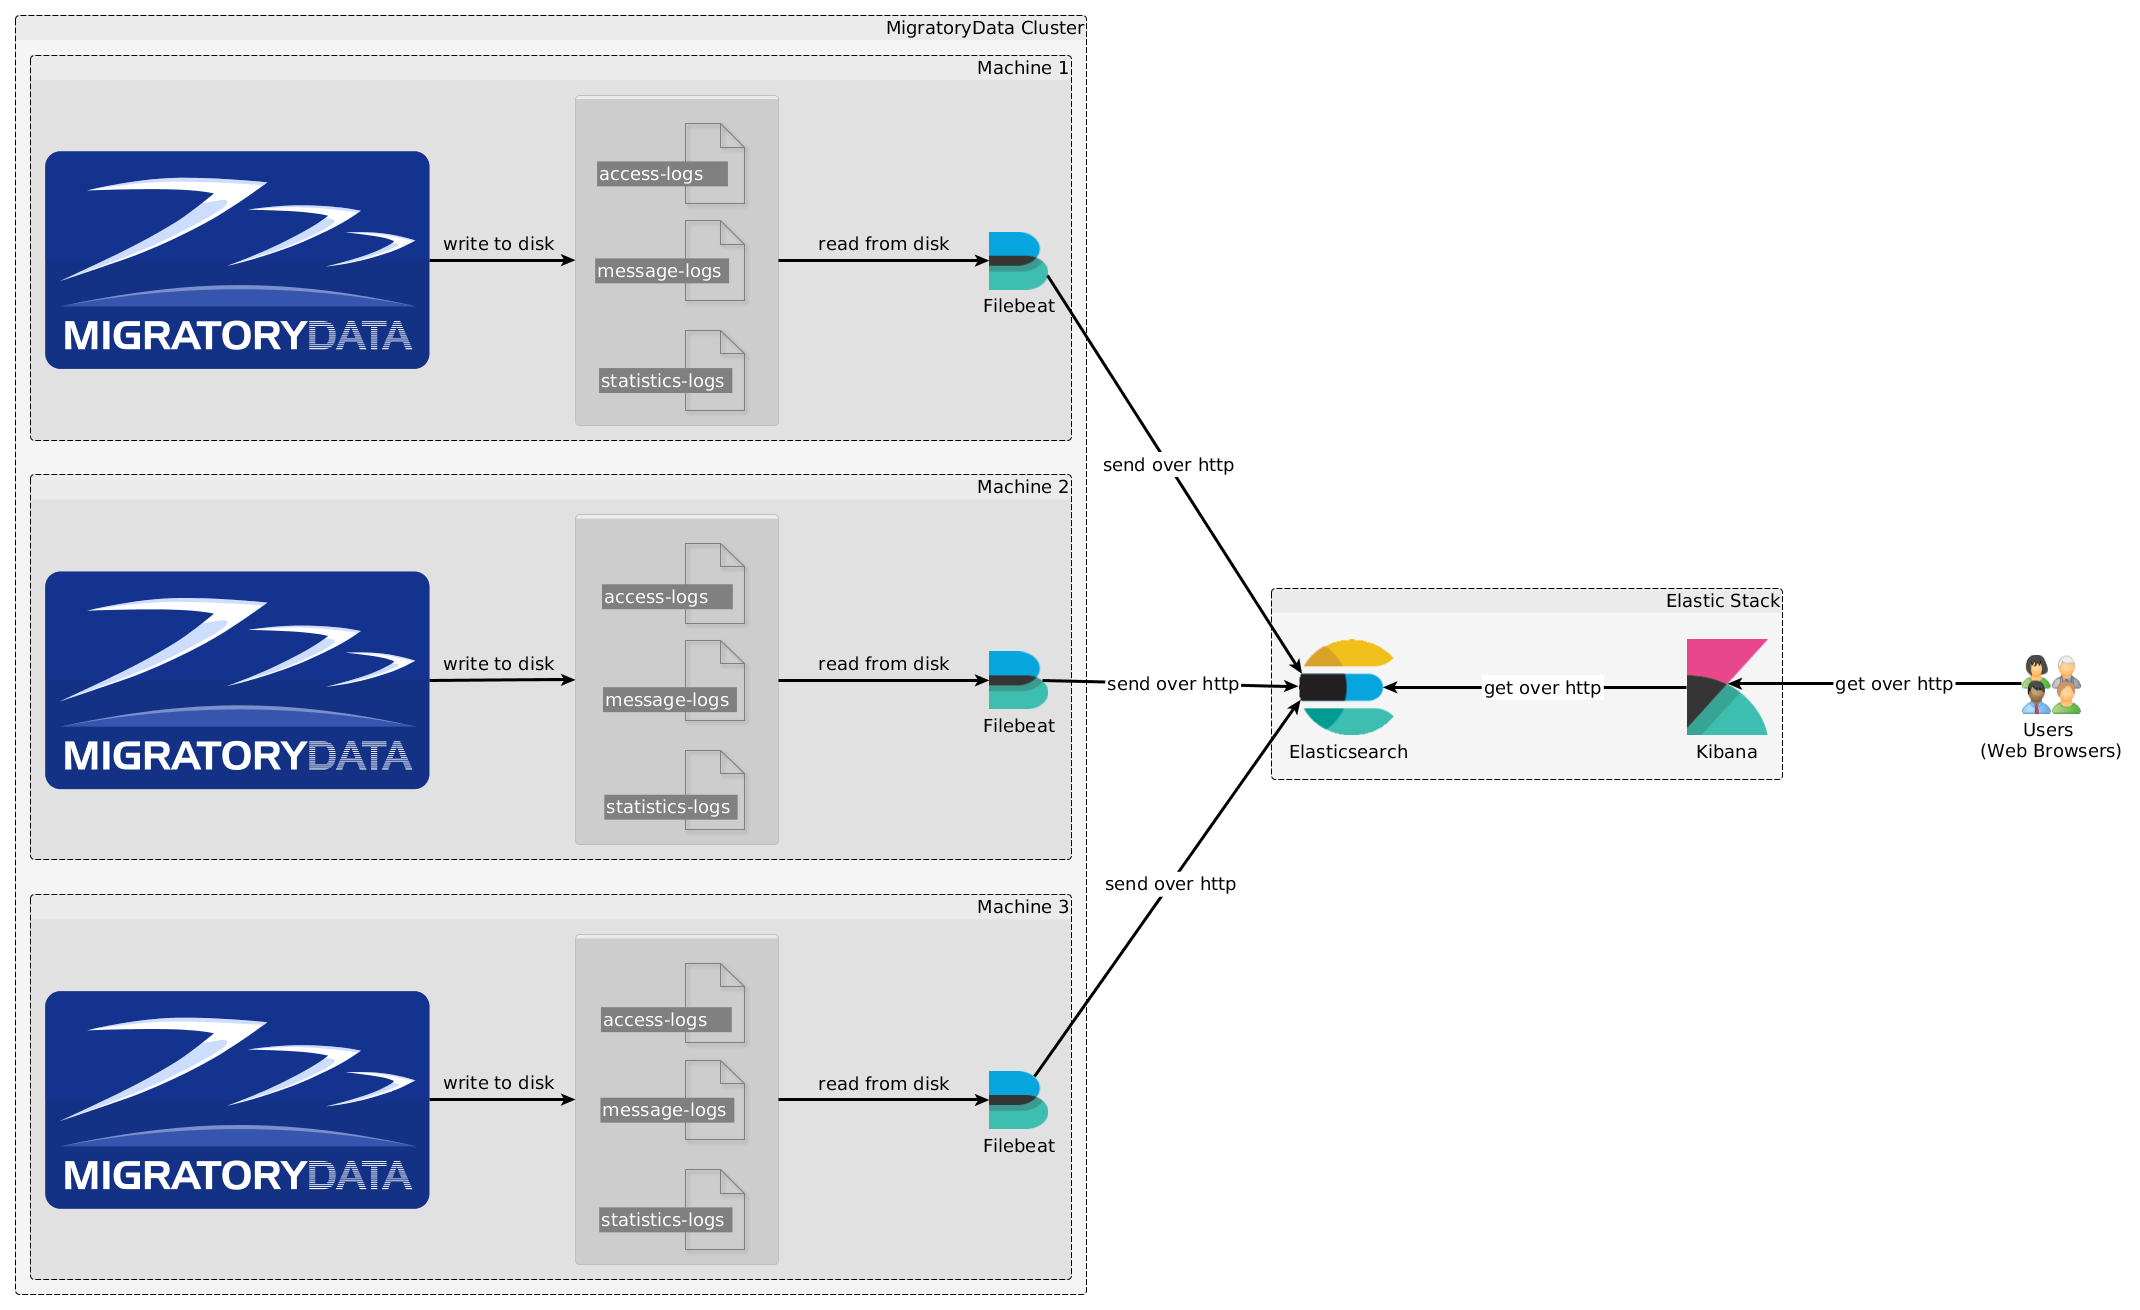 MigratoryData Cluster
Machine 1
MIGRATORYDATA
write to disk
access-logs
message-logs
statistics-logs
read from disk
Filebeat
send over http
Machine 2
MIGRATORYDATA
write to disk
access-logs
message-logs
statistics-logs
read from disk
Filebeat
send over http
Machine 3
MIGRATORYDATA
write to disk
access-logs
message-logs
statistics-logs
read from disk
Filebeat
send over http
Elastic Stack
Elasticsearch
get over http
Kibana
get over http
Users
(Web Browsers)